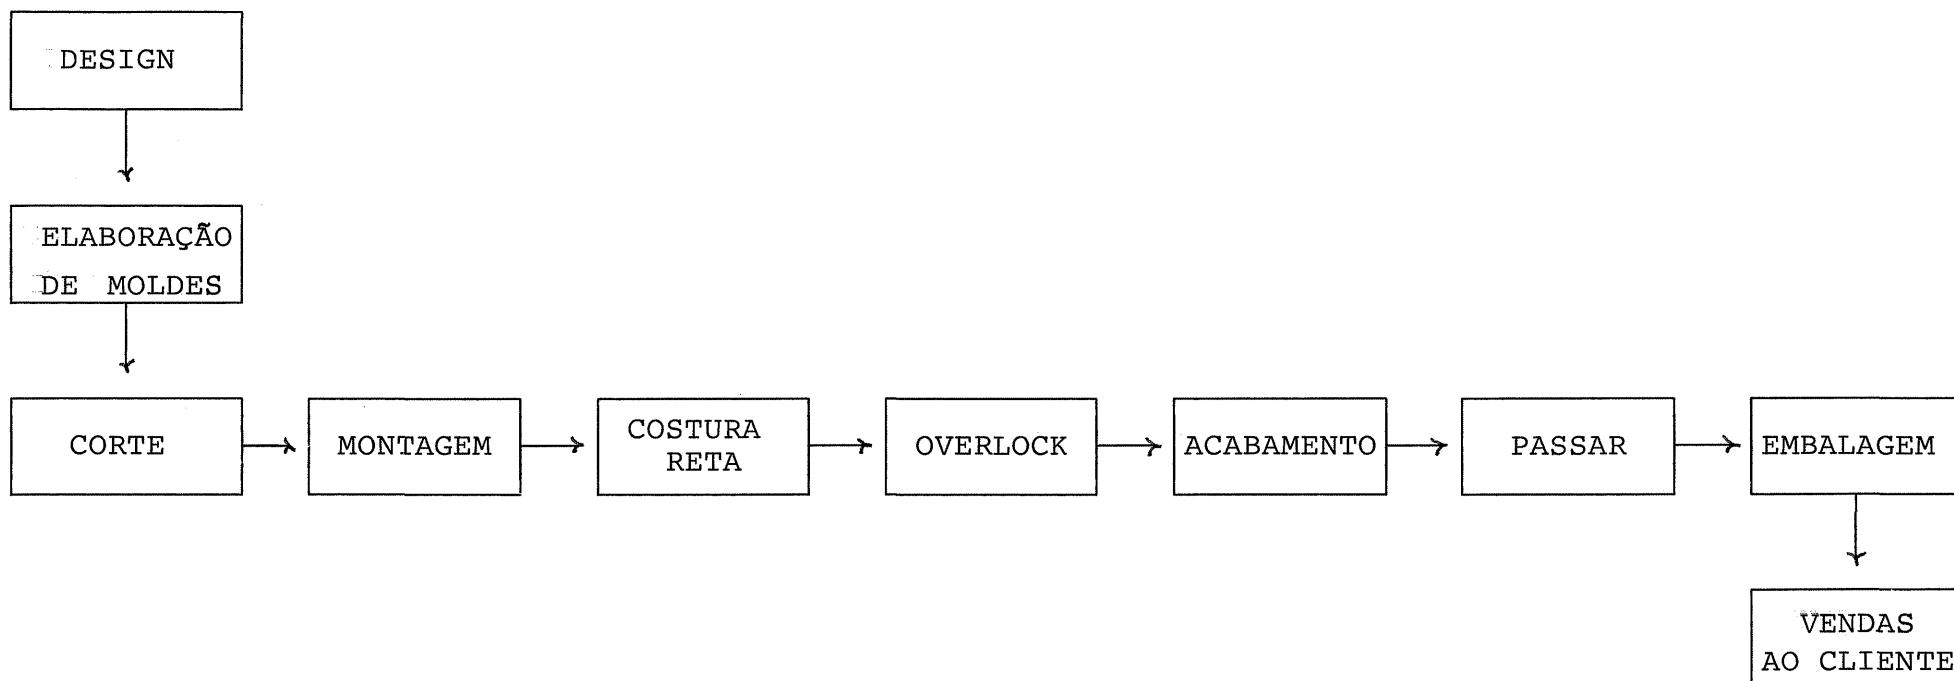 DESIGN
ELABORAÇÃO
DE MOLDES
CORTE
MONTAGEM
COSTURA
RETA
OVERLOCK
ACABAMENTO
PASSAR
EMBALAGEM
VENDAS
AO CLIENTE